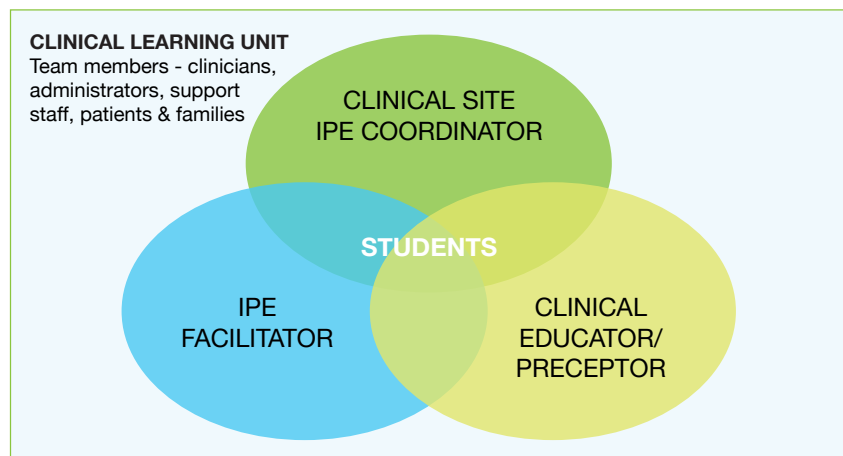 CLINICAL LEARNING UNIT
Team members - clinicians,
administrators, support
staff, patients & families
CLINICAL SITE
IPE COORDINATOR
STUDENTS
IPE
FACILITATOR
CLINICAL
EDUCATOR/
PRECEPTOR